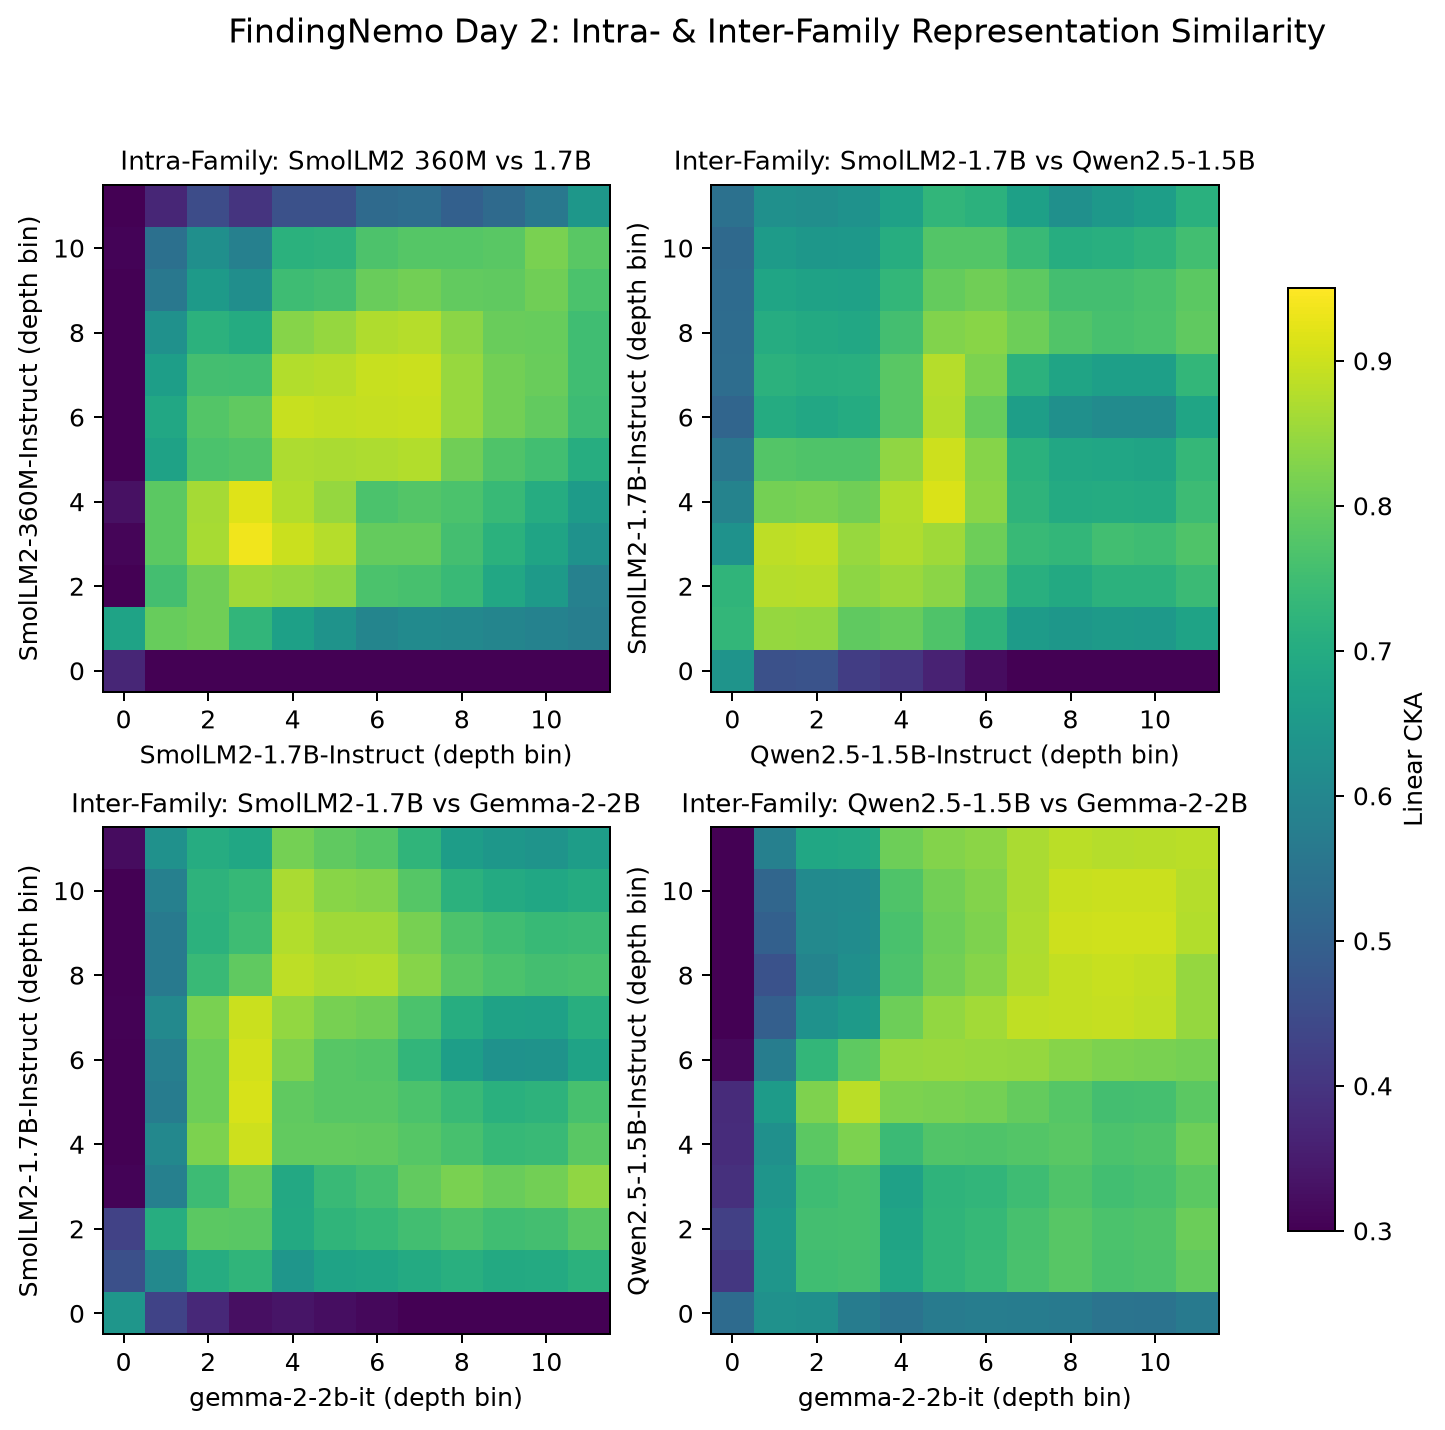 FindingNemo Day 2: Intra- & Inter-Family Representation Similarity
Intra-Family: SmolLM2 360M vs 1.7B
SmolLM2-360M-Instruct (depth bin)
10
8
6
4
2
0
0 2 4 6 8 10
SmolLM2-1.7B-Instruct (depth bin)
Inter-Family: SmolLM2-1.7B vs Qwen2.5-1.5B
SmolLM2-1.7B-Instruct (depth bin)
10
8
6
4
2
0
0 2 4 6 8 10
Qwen2.5-1.5B-Instruct (depth bin)
Inter-Family: SmolLM2-1.7B vs Gemma-2-2B
SmolLM2-1.7B-Instruct (depth bin)
10
8
6
4
2
0
0 2 4 6 8 10
gemma-2-2b-it (depth bin)
Inter-Family: Qwen2.5-1.5B vs Gemma-2-2B
Qwen2.5-1.5B-Instruct (depth bin)
10
8
6
4
2
0
0 2 4 6 8 10
gemma-2-2b-it (depth bin)
0.9
0.8
0.7
0.6
0.5
0.4
0.3
Linear CKA